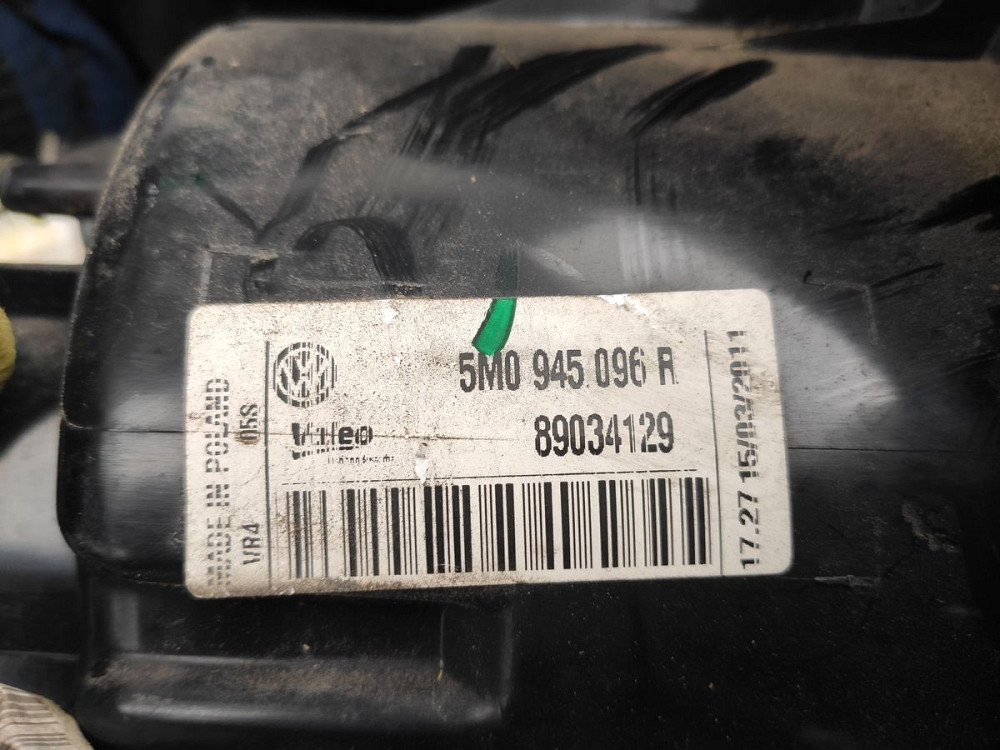 5M0 945 096 R
Valeo
89034129
MADE IN POLAND
05S
VR4
17.27 15/03/2011